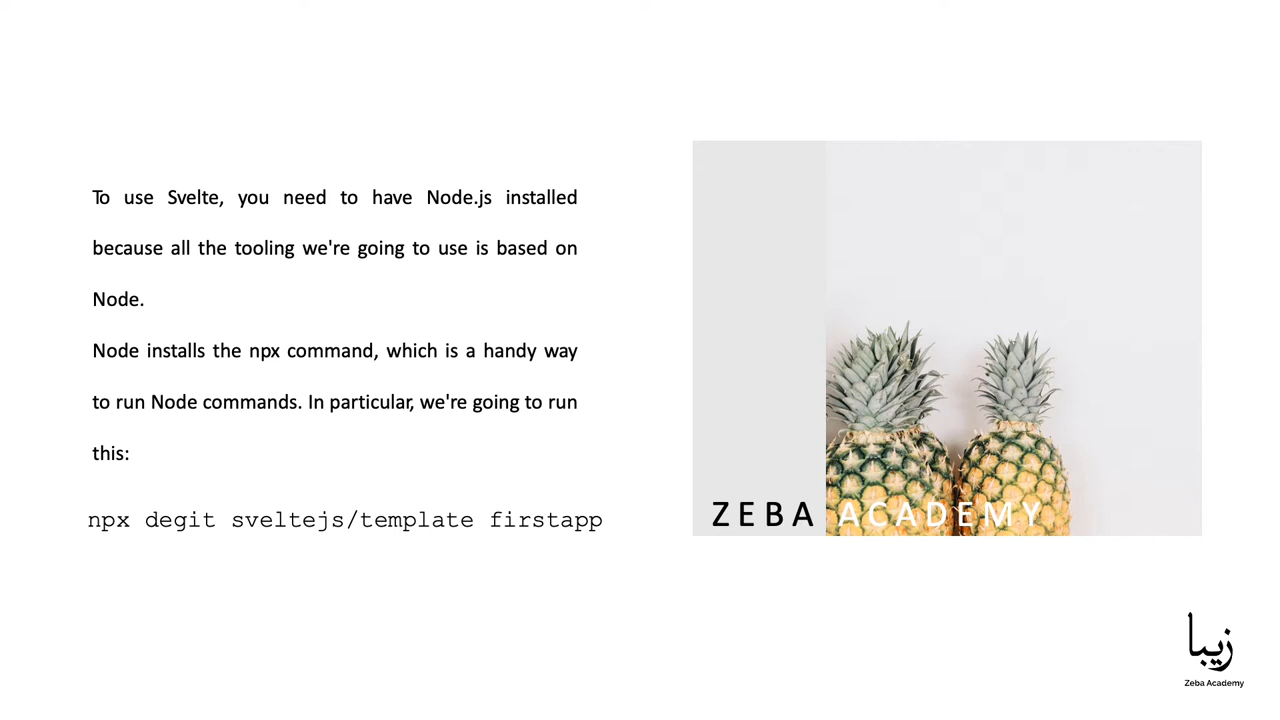 To use Svelte, you need to have Node.js installed
because all the tooling we're going to use is based on
Node.
Node installs the npx command, which is a handy way
to run Node commands. In particular, we're going to run
this:
npx degit sveltejs/template firstapp
ZEBA ACADEMY
زيبا
Zeba Academy